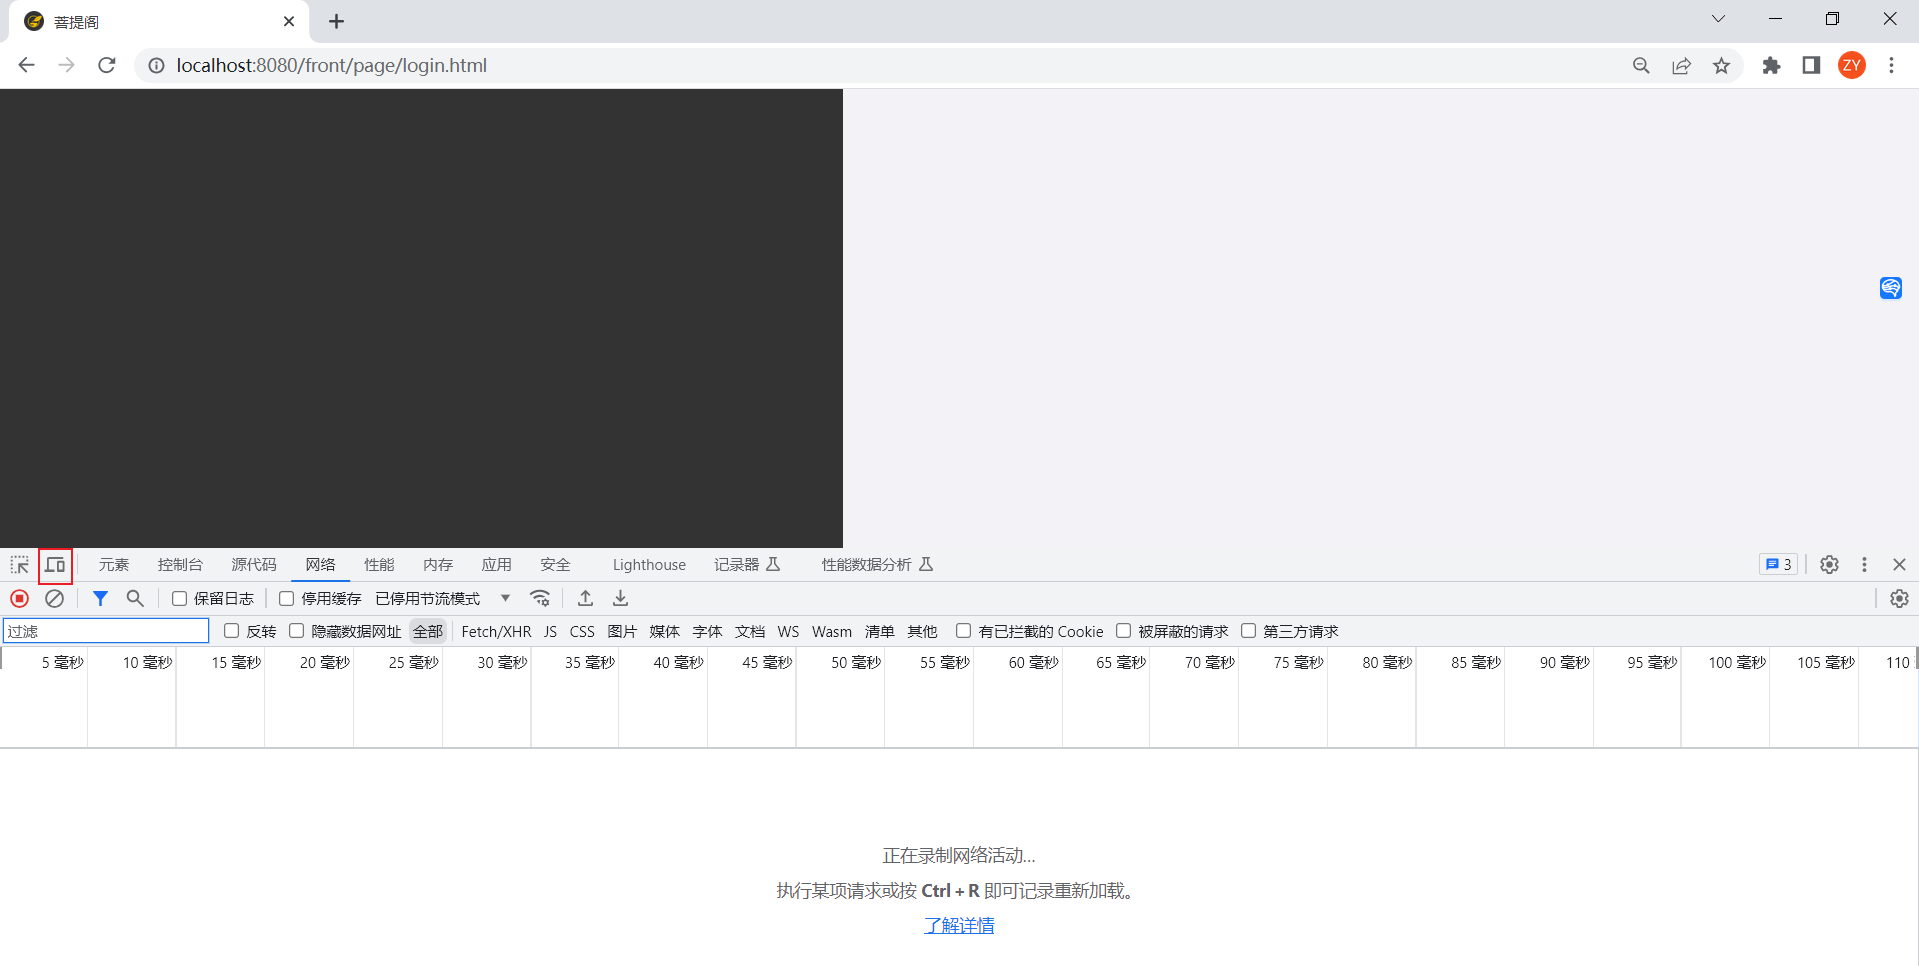 菩提阁
localhost:8080/front/page/login.html
ZY
元素 控制台 源代码 网络 性能 内存 应用 安全 Lighthouse 记录器 性能数据分析 3
保留日志 停用缓存 已停用节流模式
过滤 反转 隐藏数据网址 全部 Fetch/XHR JS CSS 图片 媒体 字体 文档 WS Wasm 清单 其他 有已拦截的 Cookie 被屏蔽的请求 第三方请求
5 毫秒 10 毫秒 15 毫秒 20 毫秒 25 毫秒 30 毫秒 35 毫秒 40 毫秒 45 毫秒 50 毫秒 55 毫秒 60 毫秒 65 毫秒 70 毫秒 75 毫秒 80 毫秒 85 毫秒 90 毫秒 95 毫秒 100 毫秒 105 毫秒 110
正在录制网络活动...
执行某项请求或按 Ctrl + R 即可记录重新加载。
了解详情